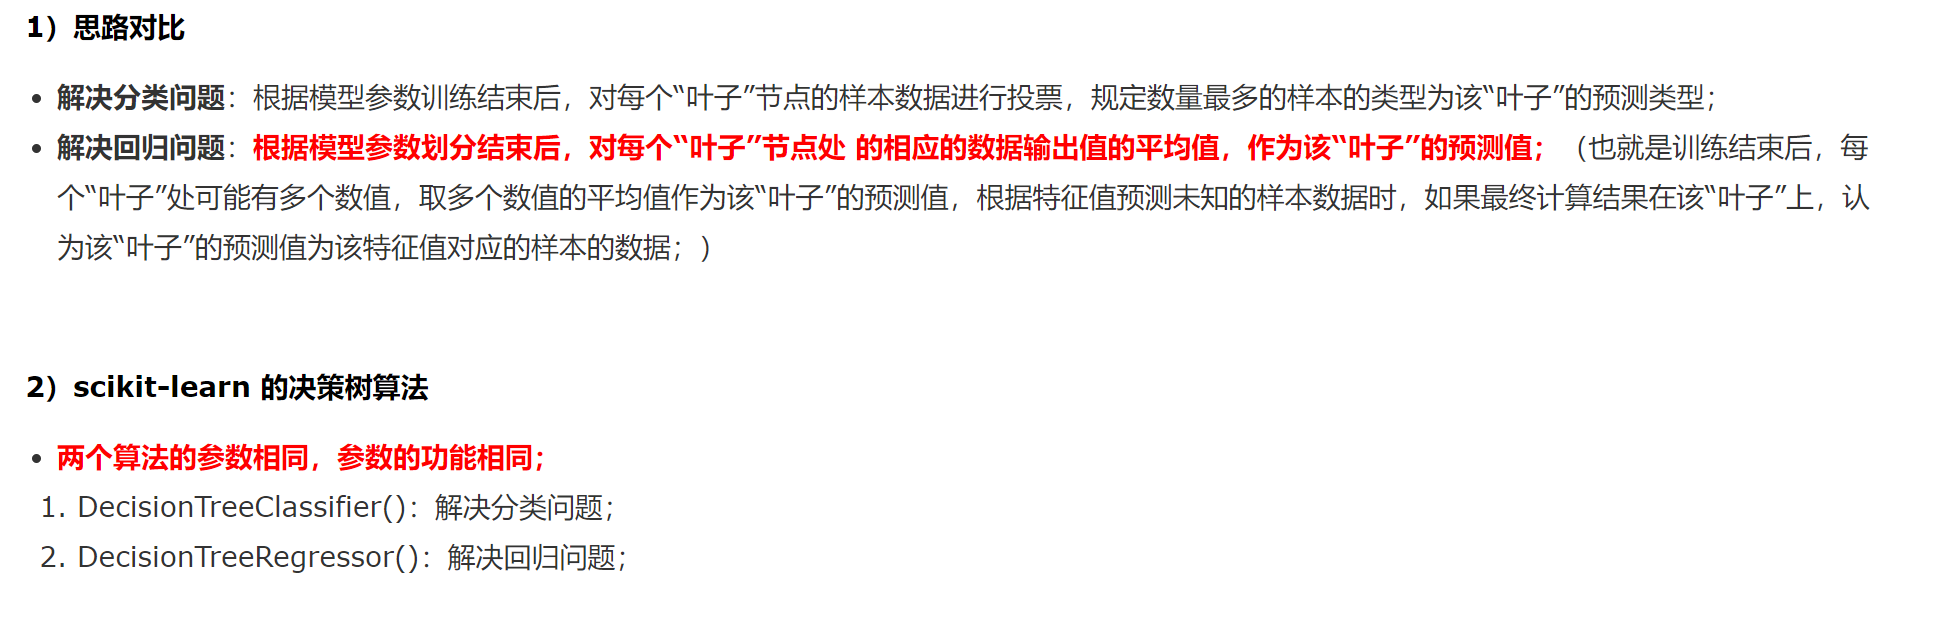 1）思路对比
解决分类问题：根据模型参数训练结束后，对每个“叶子”节点的样本数据进行投票，规定数量最多的样本的类型为该“叶子”的预测类型；
解决回归问题：根据模型参数划分结束后，对每个“叶子”节点处 的相应的数据输出值的平均值，作为该“叶子”的预测值；（也就是训练结束后，每
个“叶子”处可能有多个数值，取多个数值的平均值作为该“叶子”的预测值，根据特征值预测未知的样本数据时，如果最终计算结果在该“叶子”上，认
为该“叶子”的预测值为该特征值对应的样本的数据；）
2）scikit-learn 的决策树算法
两个算法的参数相同，参数的功能相同；
1. DecisionTreeClassifier()：解决分类问题；
2. DecisionTreeRegressor()：解决回归问题；